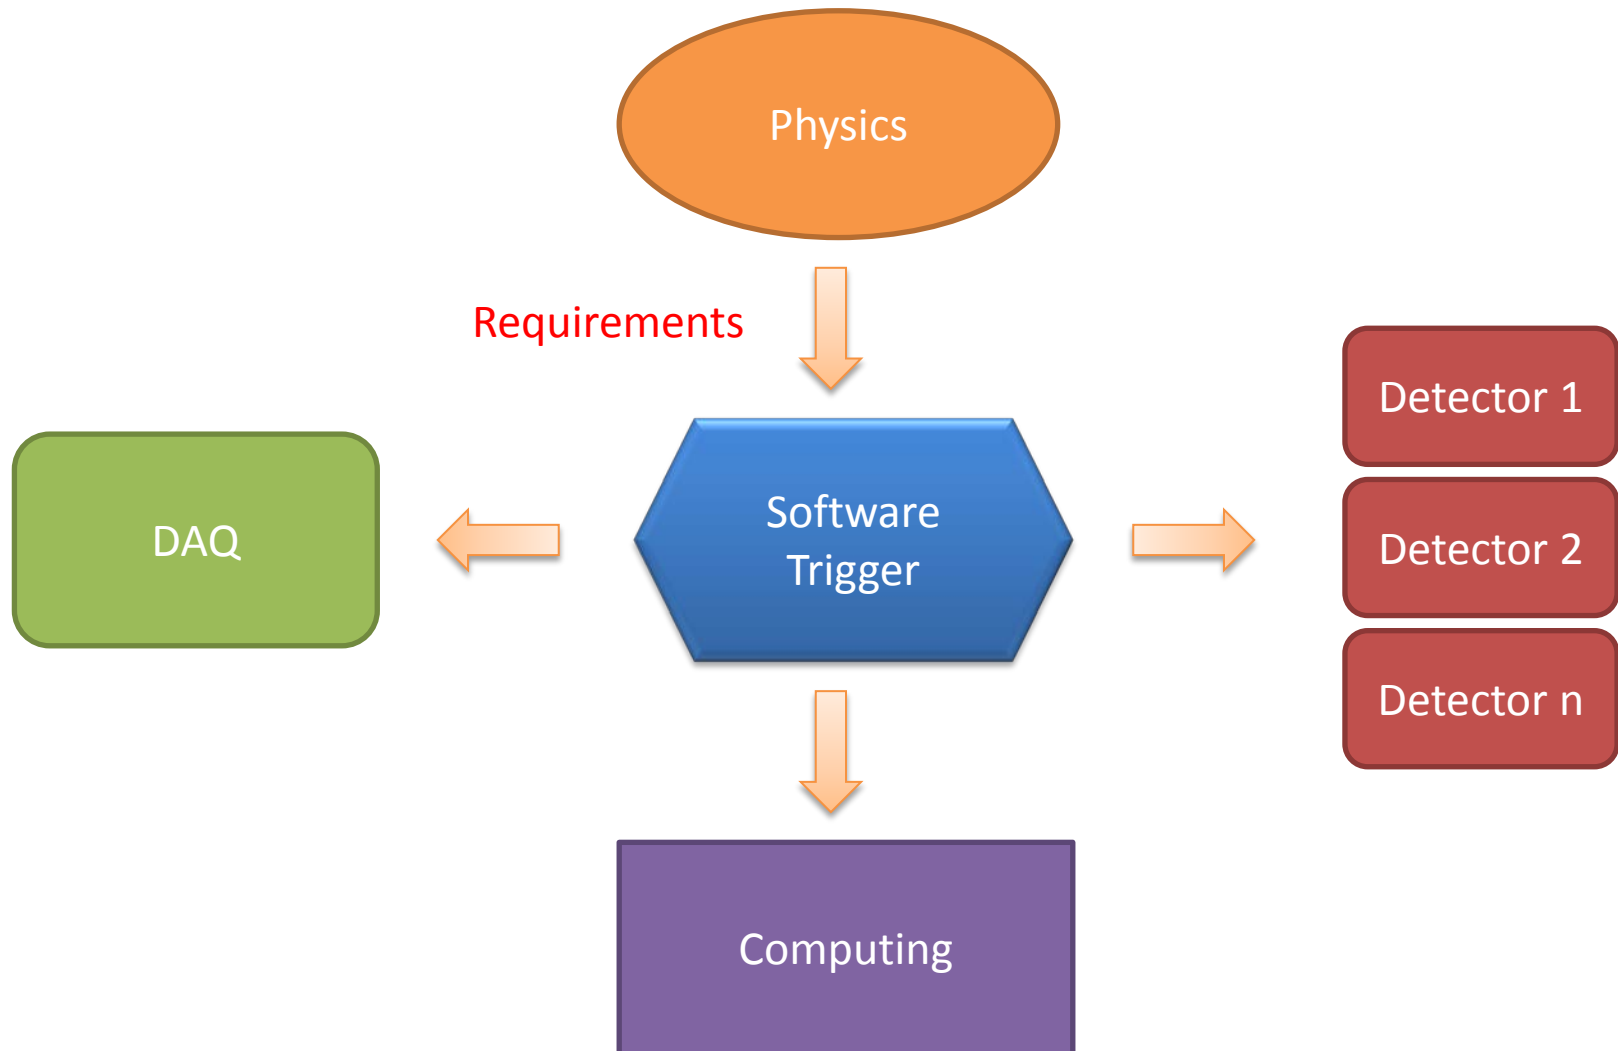 Physics
Requirements
Detector 1
DAQ
Software
Trigger
Detector 2
Detector n
Computing